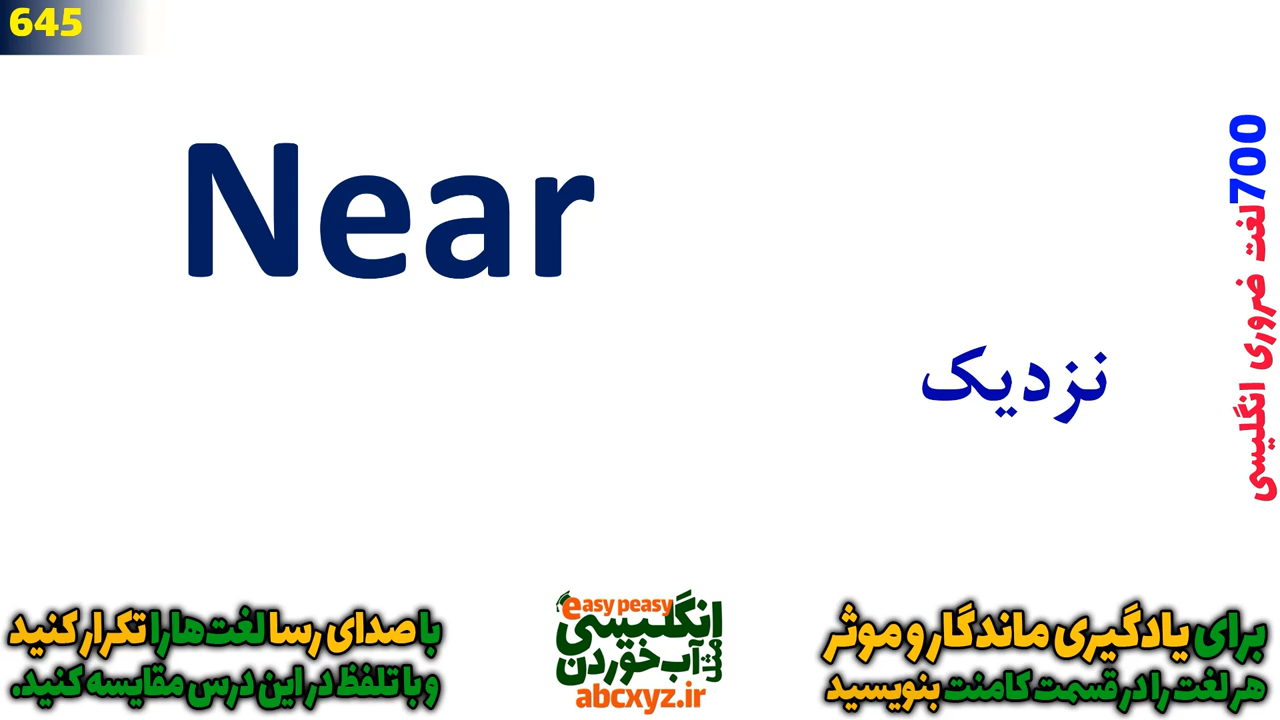 645
Near
نزدیک
700 لغت ضروری انگلیسی
برای یادگیری ماندگار و موثر
هر لغت را در قسمت کامنت بنویسید
easy peasy
انگلیسی
مثل آب خوردن
abcxyz.ir
با صدای رسا لغت‌ها را تکرار کنید
و با تلفظ در این درس مقایسه کنید.